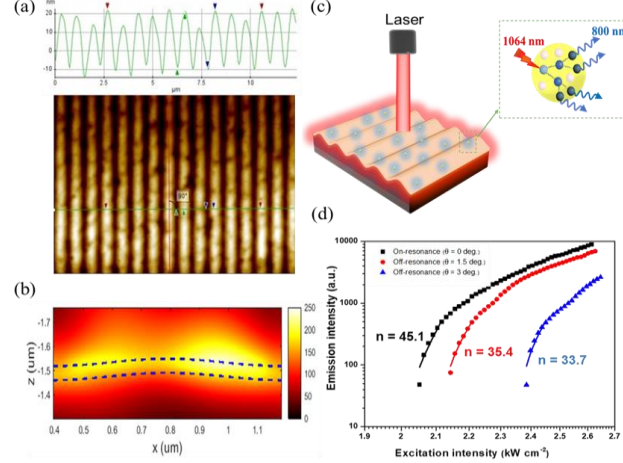 (a)
nm
20
10
0
-10
0.0
2.5
5.0
7.5
10
µm
90°
(b)
-1.7
-1.6
-1.5
-1.4
-1.3
z (um)
0.4 0.5 0.6 0.7 0.8 0.9 1 1.1
x (um)
250
200
150
100
50
0
(c)
Laser
1064 nm
800 nm
(d)
On-resonance (θ = 0 deg.)
Off-resonance (θ = 1.5 deg.)
Off-resonance (θ = 3 deg.)
n = 45.1
n = 35.4
n = 33.7
10000
1000
100
10
Emission intensity (a.u.)
1.9 2 2.1 2.2 2.3 2.4 2.5 2.6 2.7
Excitation intensity (kW cm⁻²)